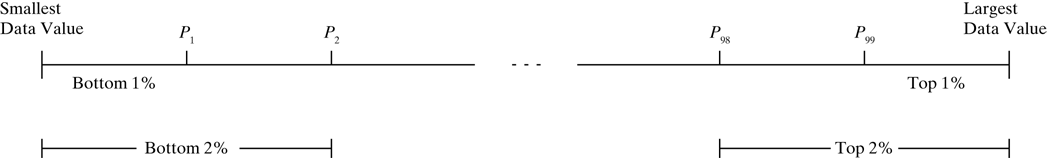 Smallest
Data Value
P1
P2
P98
P99
Largest
Data Value
Bottom 1%
Top 1%
Bottom 2%
Top 2%